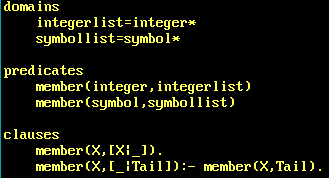 domains
integerlist=integer*
symbollist=symbol*
predicates
member(integer,integerlist)
member(symbol,symbollist)
clauses
member(X,[X¦_]).
member(X,[_¦Tail]):- member(X,Tail).